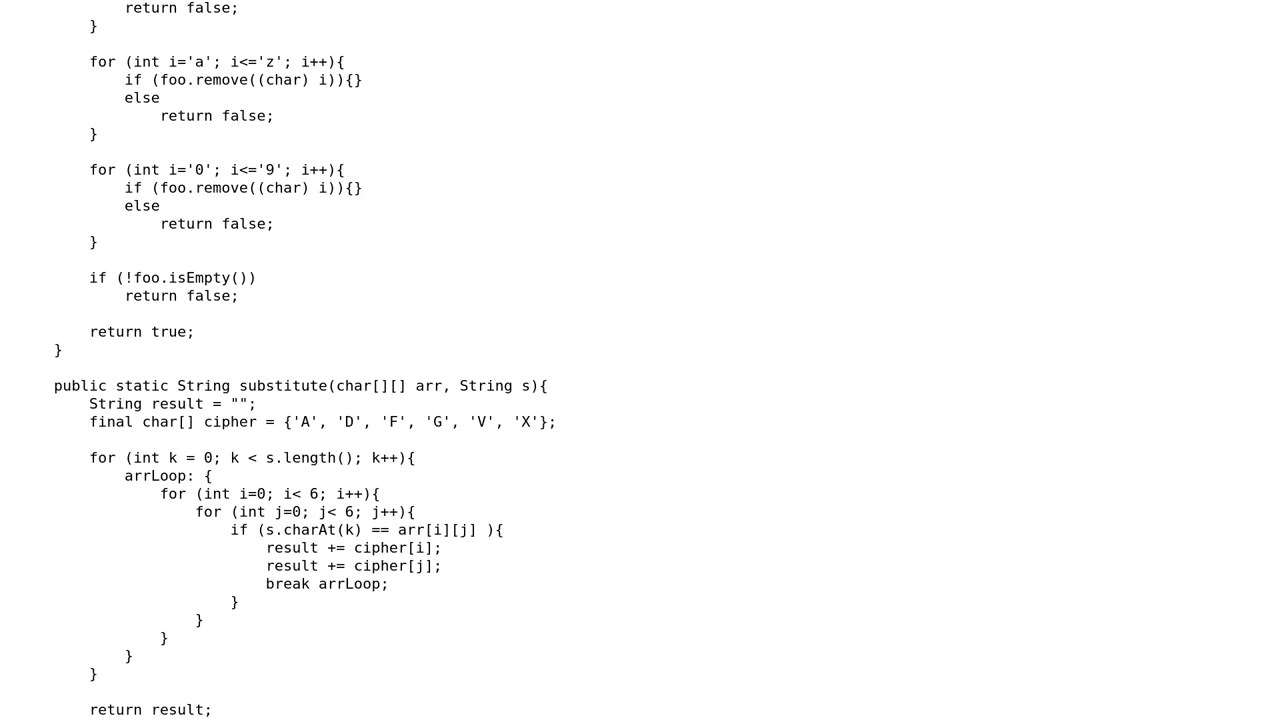 return false;
        }

        for (int i='a'; i<='z'; i++){
            if (foo.remove((char) i)){}
            else
                return false;
        }

        for (int i='0'; i<='9'; i++){
            if (foo.remove((char) i)){}
            else
                return false;
        }

        if (!foo.isEmpty())
            return false;

        return true;
    }

    public static String substitute(char[][] arr, String s){
        String result = "";
        final char[] cipher = {'A', 'D', 'F', 'G', 'V', 'X'};

        for (int k = 0; k < s.length(); k++){
            arrLoop: {
                for (int i=0; i< 6; i++){
                    for (int j=0; j< 6; j++){
                        if (s.charAt(k) == arr[i][j] ){
                            result += cipher[i];
                            result += cipher[j];
                            break arrLoop;
                        }
                    }
                }
            }
        }

        return result;